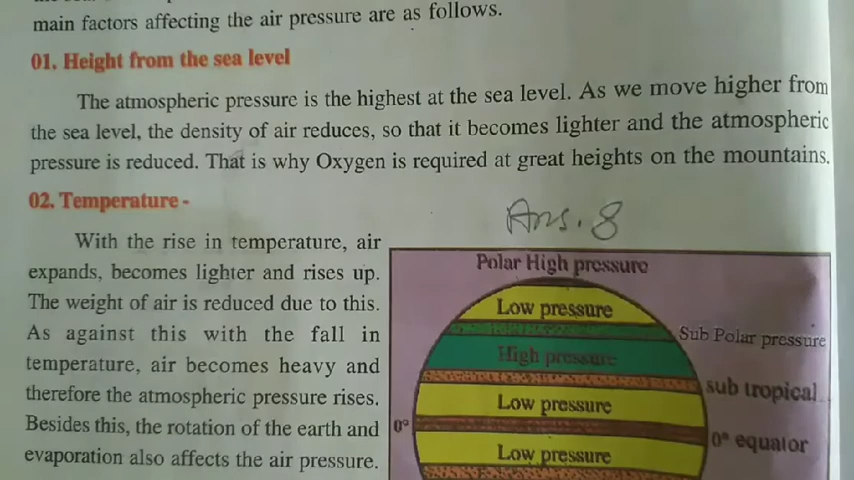 main factors affecting the air pressure are as follows.
01. Height from the sea level
The atmospheric pressure is the highest at the sea level. As we move higher from
the sea level, the density of air reduces, so that it becomes lighter and the atmospheric
pressure is reduced. That is why Oxygen is required at great heights on the mountains.
02. Temperature -
With the rise in temperature, air
expands, becomes lighter and rises up.
The weight of air is reduced due to this.
As against this with the fall in
temperature, air becomes heavy and
therefore the atmospheric pressure rises.
Besides this, the rotation of the earth and
evaporation also affects the air pressure.
Ans. 8
Polar High pressure
Low pressure
Sub Polar pressure
High pressure
sub tropical
Low pressure
0°
0° equator
Low pressure